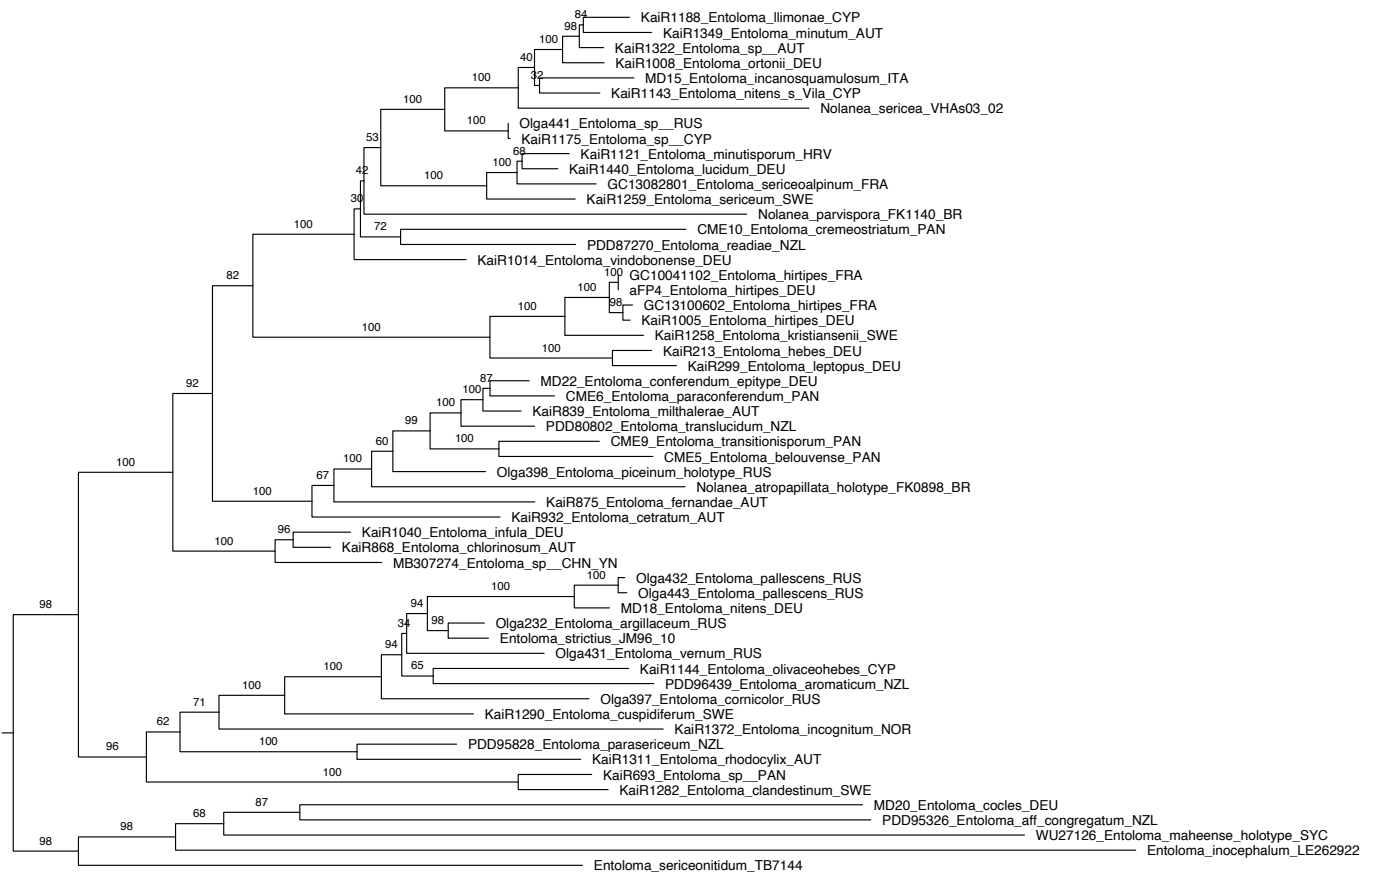 84
KaiR1188_Entoloma_llimonae_CYP
98
KaiR1349_Entoloma_minutum_AUT
100
KaiR1322_Entoloma_sp__AUT
40
KaiR1008_Entoloma_ortonii_DEU
32
MD15_Entoloma_incanosquamulosum_ITA
100
KaiR1143_Entoloma_nitens_s_Vila_CYP
100
Nolanea_sericea_VHAs03_02
100
Olga441_Entoloma_sp__RUS
53
KaiR1175_Entoloma_sp__CYP
68
KaiR1121_Entoloma_minutisporum_HRV
100
KaiR1440_Entoloma_lucidum_DEU
42
100
GC13082801_Entoloma_sericeoalpinum_FRA
30
KaiR1259_Entoloma_sericeum_SWE
Nolanea_parvispora_FK1140_BR
100
72
CME10_Entoloma_cremeostriatum_PAN
PDD87270_Entoloma_readiae_NZL
KaiR1014_Entoloma_vindobonense_DEU
82
100
GC10041102_Entoloma_hirtipes_FRA
100
aFP4_Entoloma_hirtipes_DEU
100
98
GC13100602_Entoloma_hirtipes_FRA
KaiR1005_Entoloma_hirtipes_DEU
100
KaiR1258_Entoloma_kristiansenii_SWE
100
KaiR213_Entoloma_hebes_DEU
KaiR299_Entoloma_leptopus_DEU
92
87
MD22_Entoloma_conferendum_epitype_DEU
100
CME6_Entoloma_paraconferendum_PAN
100
KaiR839_Entoloma_milthalerae_AUT
99
PDD80802_Entoloma_translucidum_NZL
60
100
CME9_Entoloma_transitionisporum_PAN
CME5_Entoloma_belouvense_PAN
100
100
Olga398_Entoloma_piceinum_holotype_RUS
67
Nolanea_atropapillata_holotype_FK0898_BR
100
KaiR875_Entoloma_fernandae_AUT
KaiR932_Entoloma_cetratum_AUT
96
KaiR1040_Entoloma_infula_DEU
100
KaiR868_Entoloma_chlorinosum_AUT
MB307274_Entoloma_sp__CHN_YN
100
Olga432_Entoloma_pallescens_RUS
100
Olga443_Entoloma_pallescens_RUS
98
94
MD18_Entoloma_nitens_DEU
34
98
Olga232_Entoloma_argillaceum_RUS
Entoloma_strictius_JM96_10
94
Olga431_Entoloma_vernum_RUS
100
65
KaiR1144_Entoloma_olivaceohebes_CYP
PDD96439_Entoloma_aromaticum_NZL
100
Olga397_Entoloma_cornicolor_RUS
71
KaiR1290_Entoloma_cuspidiferum_SWE
62
KaiR1372_Entoloma_incognitum_NOR
96
100
PDD95828_Entoloma_parasericeum_NZL
KaiR1311_Entoloma_rhodocylix_AUT
100
KaiR693_Entoloma_sp__PAN
KaiR1282_Entoloma_clandestinum_SWE
87
MD20_Entoloma_cocles_DEU
68
PDD95326_Entoloma_aff_congregatum_NZL
98
WU27126_Entoloma_maheense_holotype_SYC
98
Entoloma_inocephalum_LE262922
Entoloma_sericeonitidum_TB7144